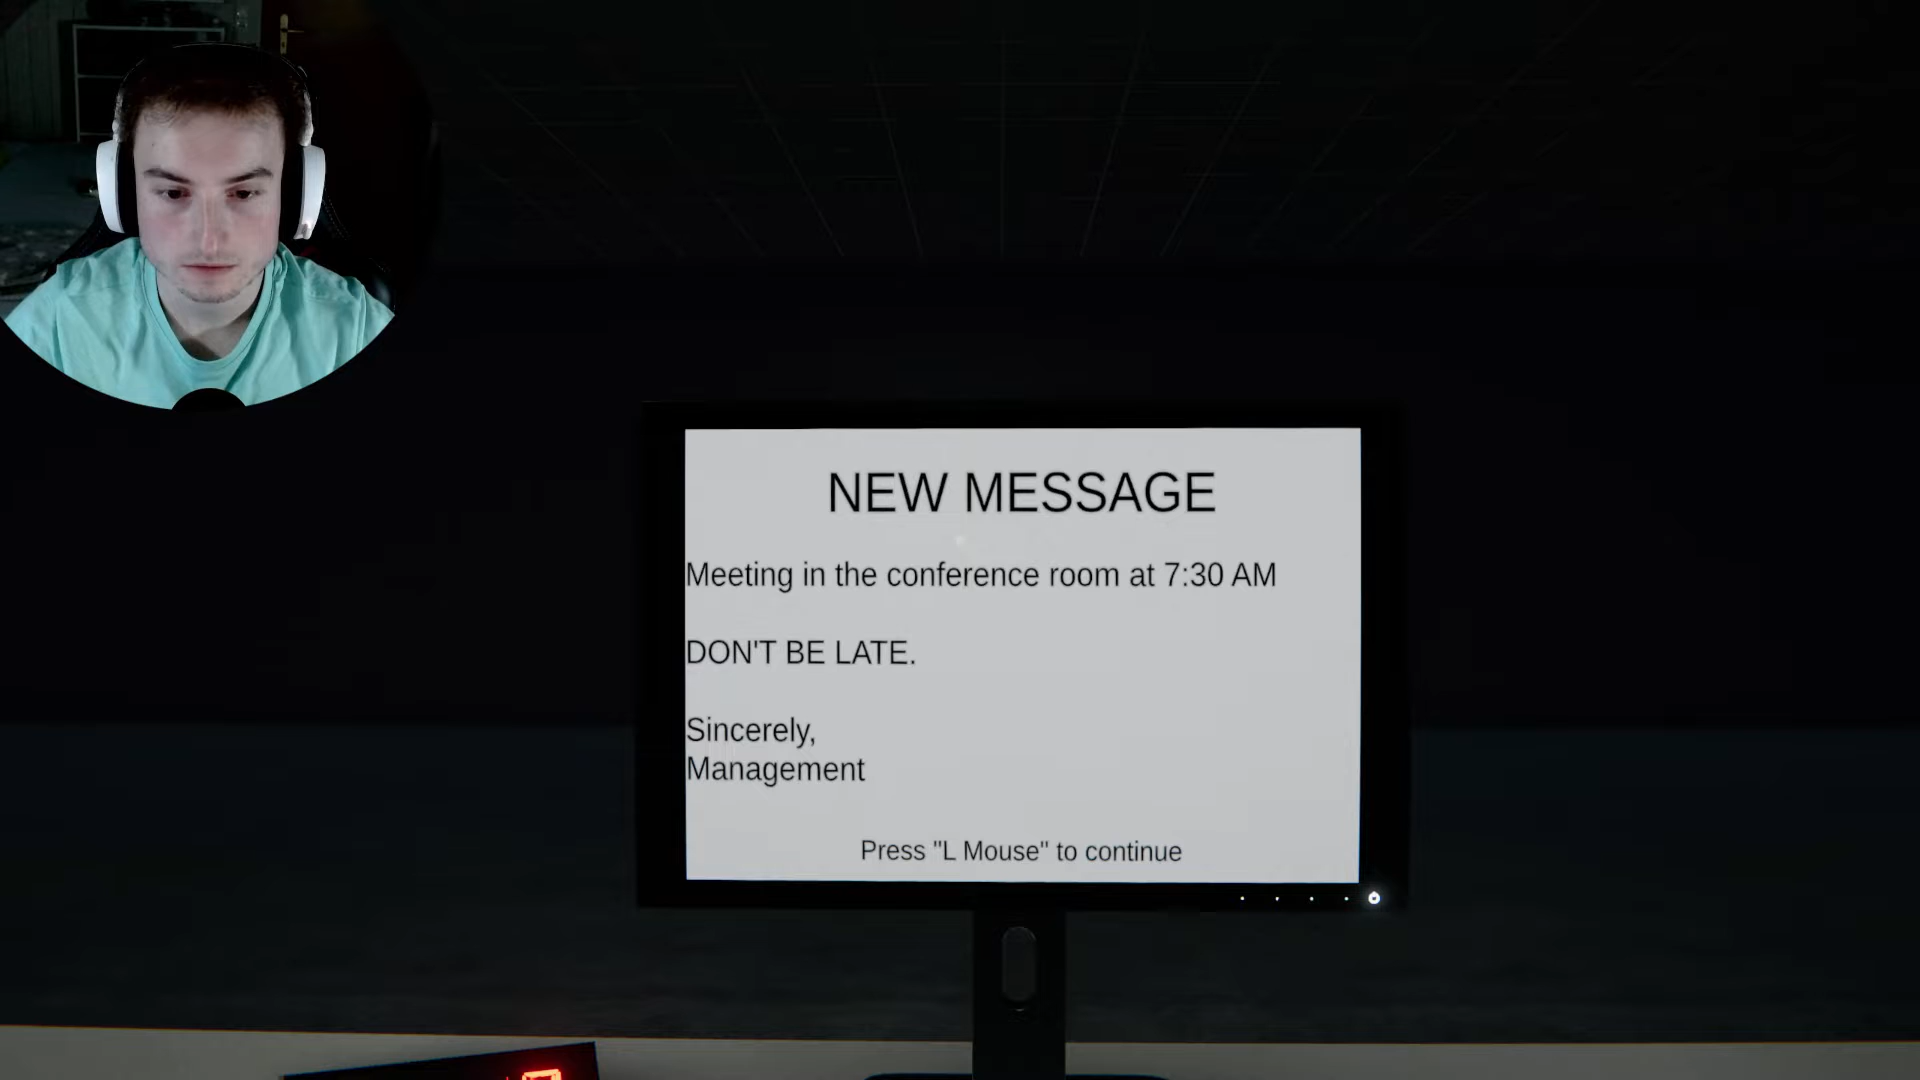 NEW MESSAGE
Meeting in the conference room at 7:30 AM
DON'T BE LATE.
Sincerely,
Management
Press "L Mouse" to continue